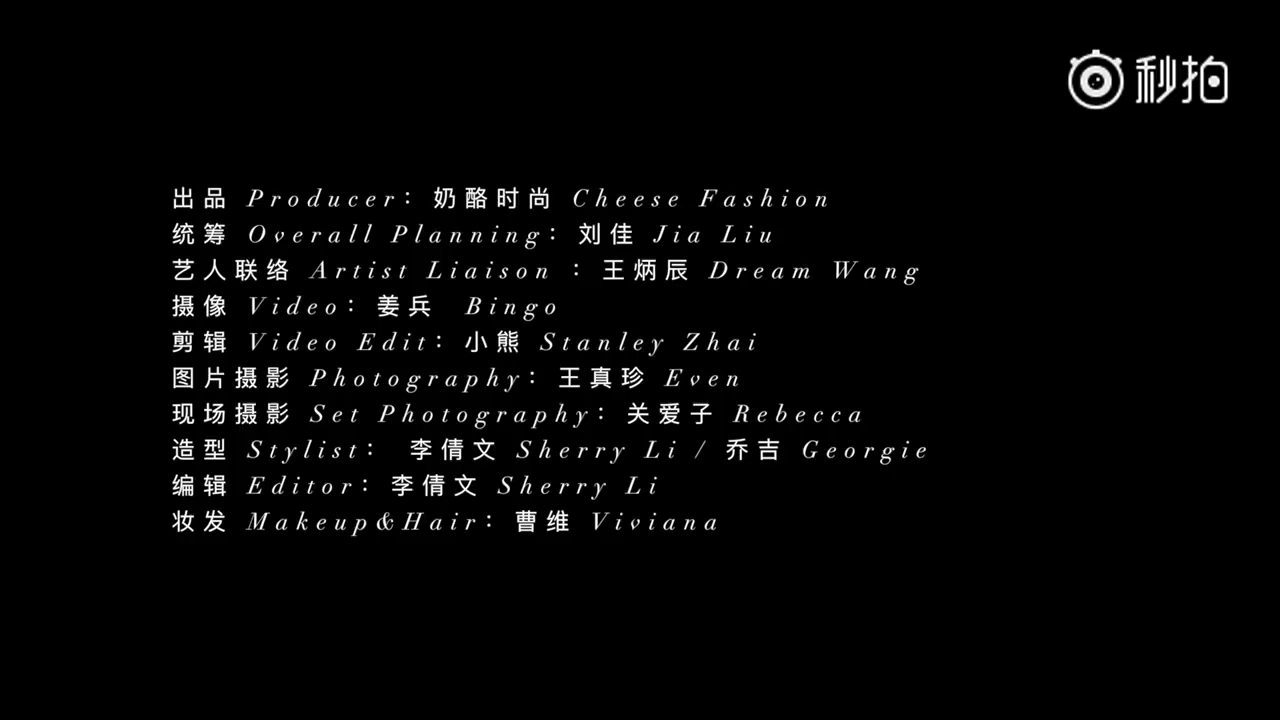 秒拍
出品 Producer: 奶酪时尚 Cheese Fashion
统筹 Overall Planning: 刘佳 Jia Liu
艺人联络 Artist Liaison : 王炳辰 Dream Wang
摄像 Video: 姜兵 Bingo
剪辑 Video Edit: 小熊 Stanley Zhai
图片摄影 Photography: 王真珍 Even
现场摄影 Set Photography: 关爱子 Rebecca
造型 Stylist: 李倩文 Sherry Li / 乔吉 Georgie
编辑 Editor: 李倩文 Sherry Li
妆发 Makeup&Hair: 曹维 Viviana